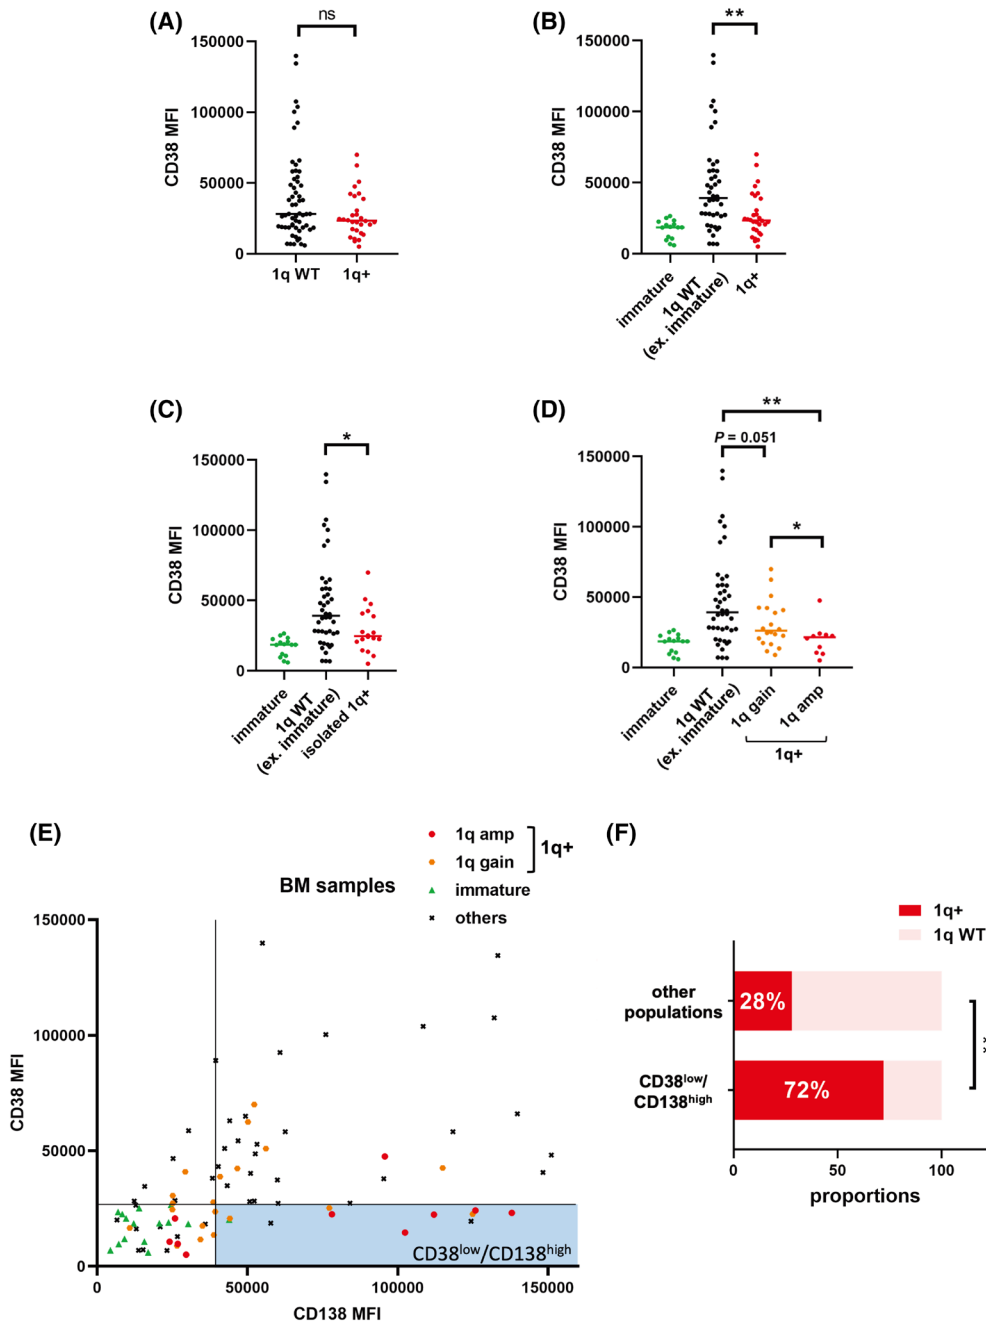 (A)
ns
150000
100000
50000
0
CD38 MFI
1q WT
1q+
(B)
**
150000
100000
50000
0
CD38 MFI
immature
1q WT
(ex. immature)
1q+
(C)
*
150000
100000
50000
0
CD38 MFI
immature
1q WT
(ex. immature)
isolated 1q+
(D)
**
P = 0.051
*
150000
100000
50000
0
CD38 MFI
immature
1q WT
(ex. immature)
1q gain
1q amp
1q+
(E)
1q amp
1q gain
1q+
immature
others
BM samples
150000
100000
50000
0
CD38 MFI
CD38low/CD138high
0
50000
100000
150000
CD138 MFI
(F)
1q+
1q WT
other
populations
28%
CD38low/
CD138high
72%
**
0
50
100
proportions